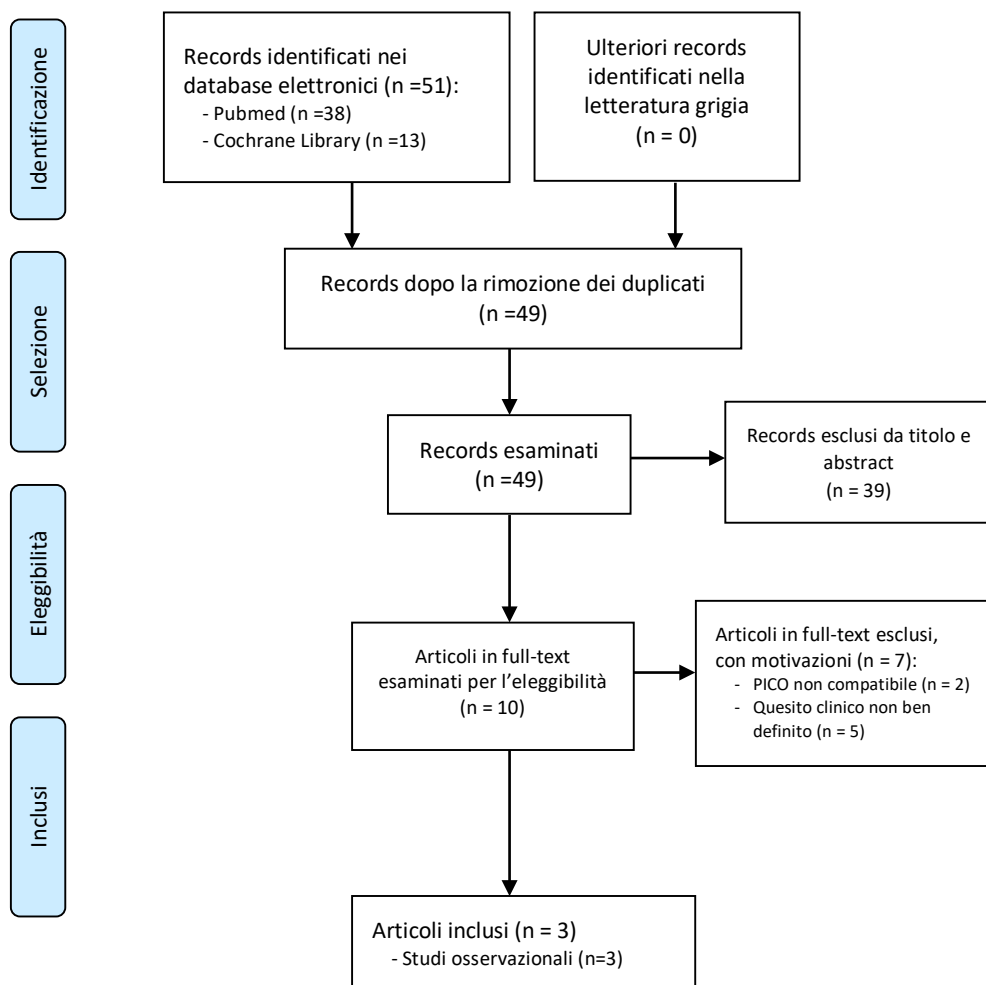 Identificazione
Records identificati nei
database elettronici (n =51):
- Pubmed (n =38)
- Cochrane Library (n =13)
Ulteriori records
identificati nella
letteratura grigia
(n = 0)
Selezione
Records dopo la rimozione dei duplicati
(n =49)
Records esaminati
(n =49)
Records esclusi da titolo e
abstract
(n = 39)
Eleggibilità
Articoli in full-text
esaminati per l’eleggibilità
(n = 10)
Articoli in full-text esclusi,
con motivazioni (n = 7):
- PICO non compatibile (n = 2)
- Quesito clinico non ben
definito (n = 5)
Inclusi
Articoli inclusi (n = 3)
- Studi osservazionali (n=3)